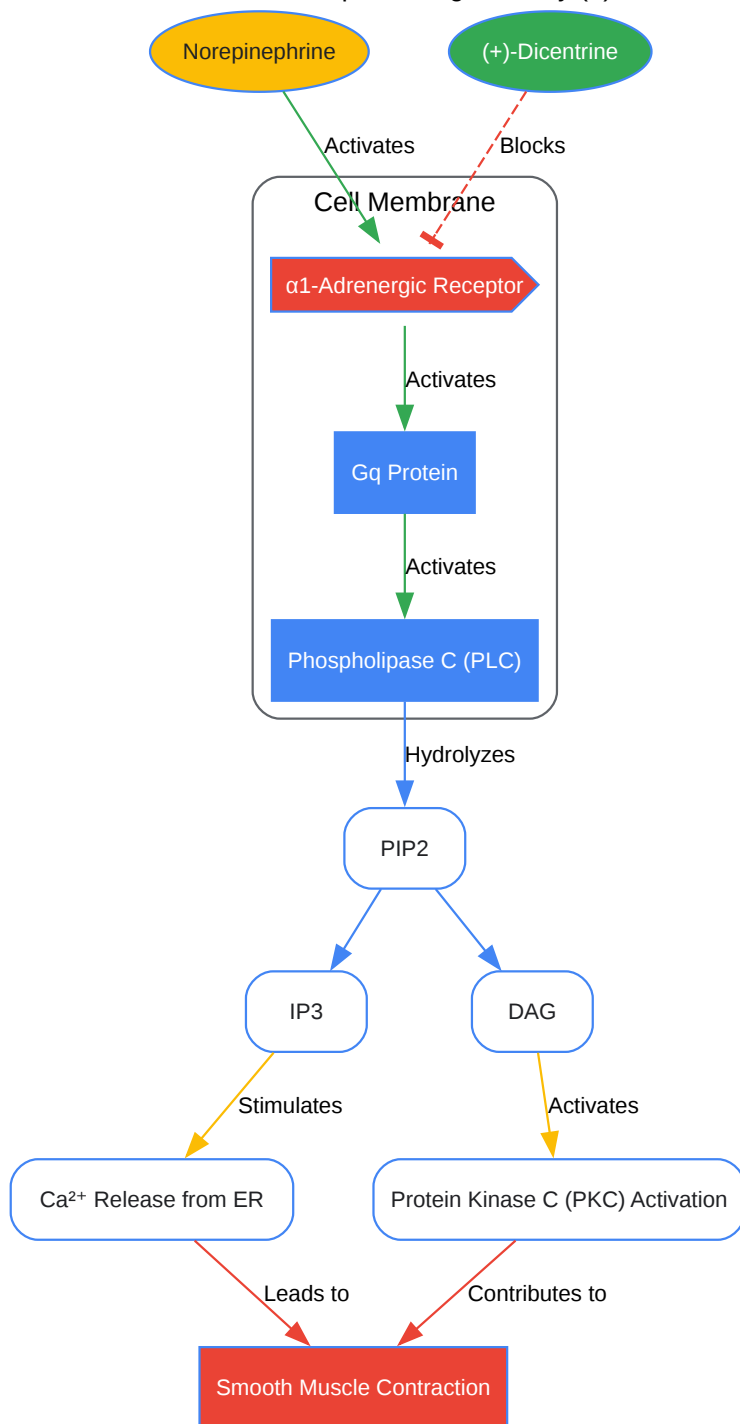 Norepinephrine
(+)-Dicentrine
Activates
Blocks
Cell Membrane
α1-Adrenergic Receptor
Activates
Gq Protein
Activates
Phospholipase C (PLC)
Hydrolyzes
PIP2
IP3
DAG
Stimulates
Activates
Ca²⁺ Release from ER
Protein Kinase C (PKC) Activation
Leads to
Contributes to
Smooth Muscle Contraction